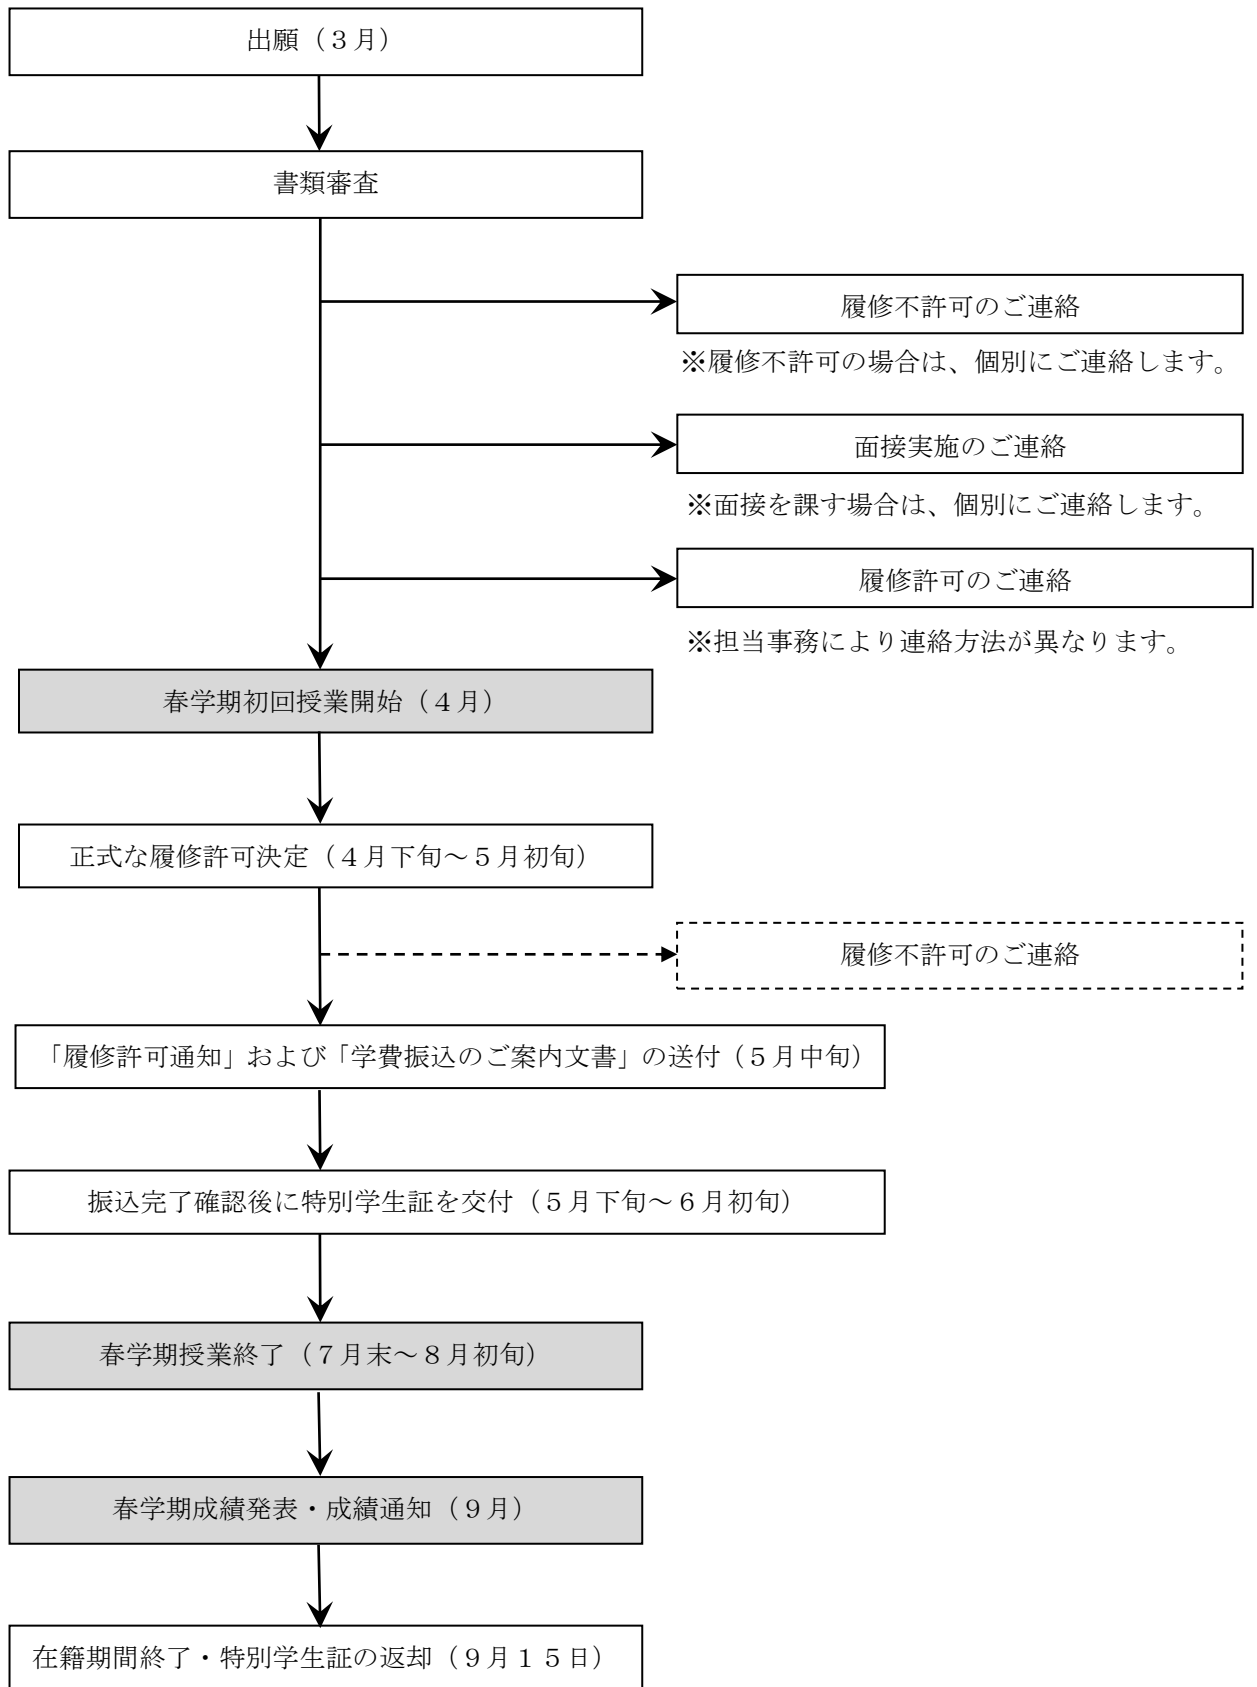 出願（３月）
書類審査
履修不許可のご連絡
※履修不許可の場合は、個別にご連絡します。
面接実施のご連絡
※面接を課す場合は、個別にご連絡します。
履修許可のご連絡
※担当事務により連絡方法が異なります。
春学期初回授業開始（４月）
正式な履修許可決定（４月下旬～５月初旬）
履修不許可のご連絡
「履修許可通知」および「学費振込のご案内文書」の送付（５月中旬）
振込完了確認後に特別学生証を交付（５月下旬～６月初旬）
春学期授業終了（７月末～８月初旬）
春学期成績発表・成績通知（９月）
在籍期間終了・特別学生証の返却（９月１５日）